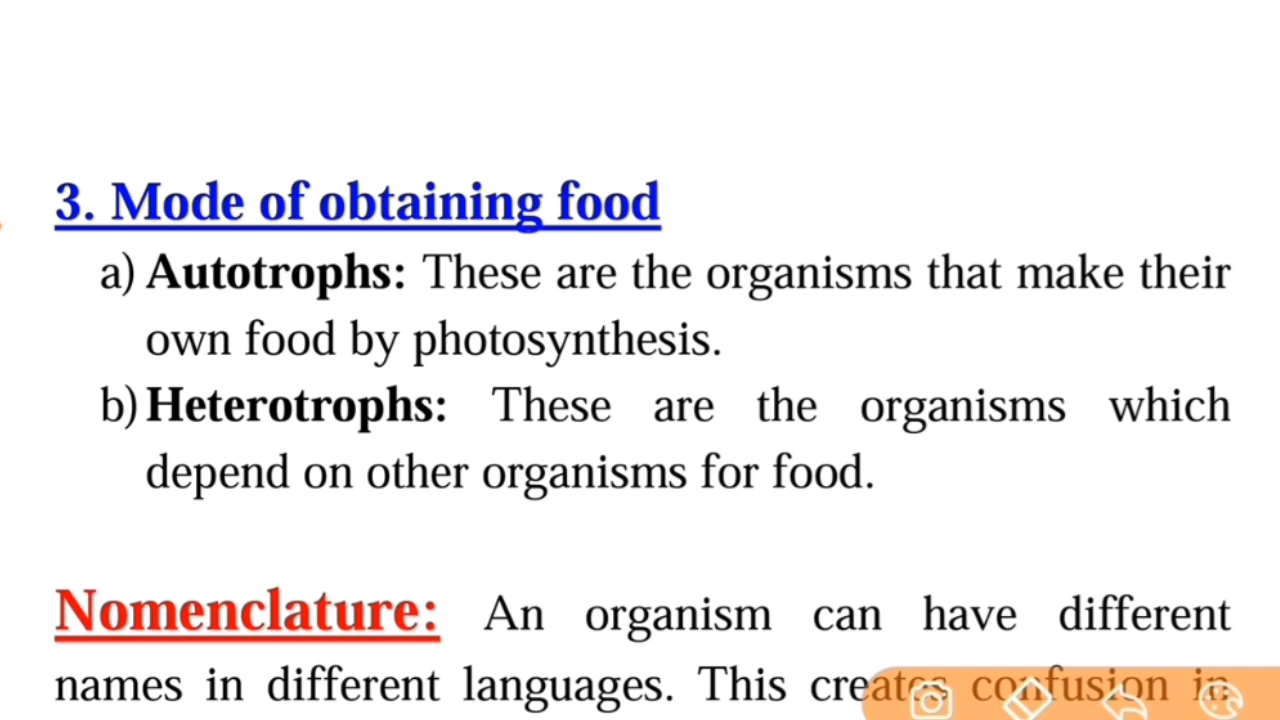 3. Mode of obtaining food
a) Autotrophs: These are the organisms that make their
own food by photosynthesis.
b) Heterotrophs: These are the organisms which
depend on other organisms for food.
Nomenclature: An organism can have different
names in different languages. This creates confusion in